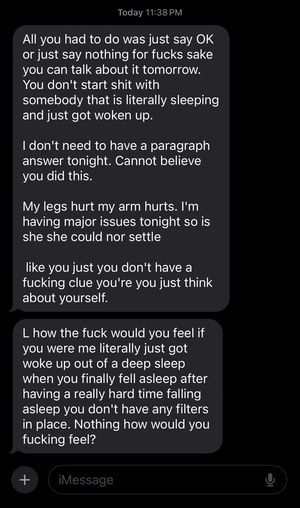 Today 11:38 PM
All you had to do was just say OK
or just say nothing for fucks sake
you can talk about it tomorrow.
You don't start shit with
somebody that is literally sleeping
and just got woken up.
I don't need to have a paragraph
answer tonight. Cannot believe
you did this.
My legs hurt my arm hurts. I'm
having major issues tonight so is
she she could nor settle
like you just you don't have a
fucking clue you're you just think
about yourself.
L how the fuck would you feel if
you were me literally just got
woke up out of a deep sleep
when you finally fell asleep after
having a really hard time falling
asleep you don't have any filters
in place. Nothing how would you
fucking feel?
iMessage